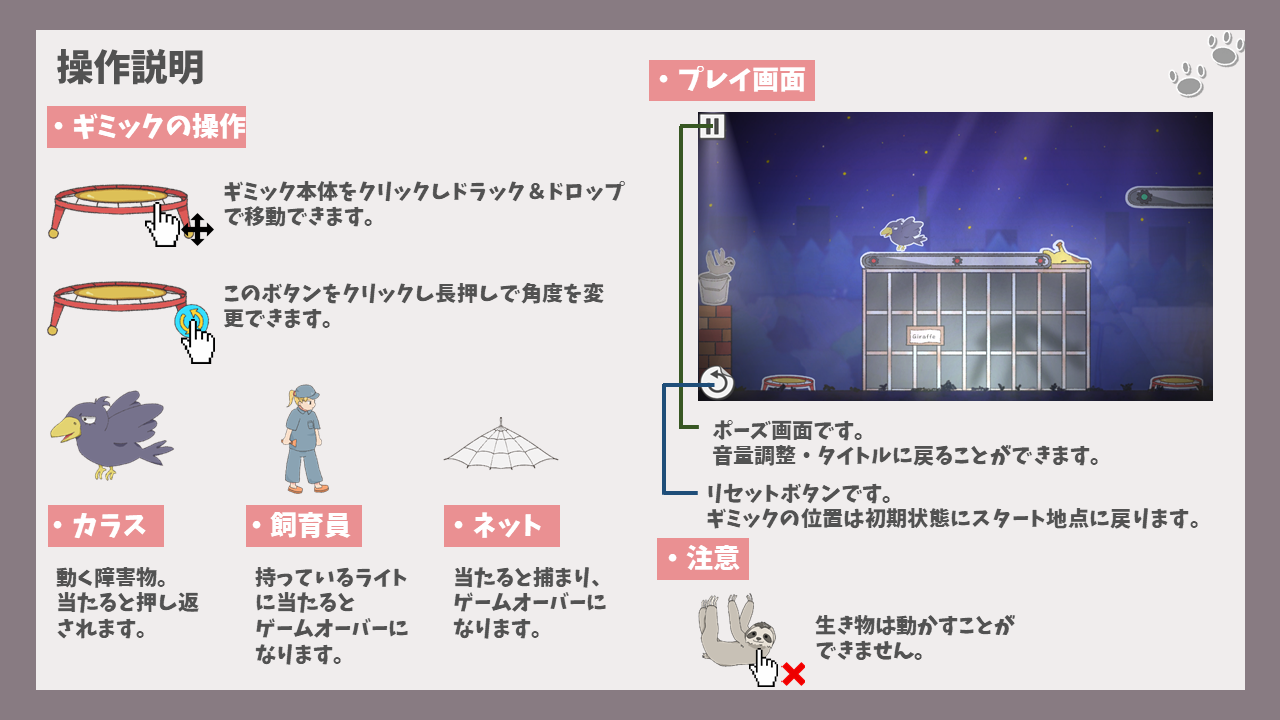 操作説明
・ギミックの操作
ギミック本体をクリックしドラック＆ドロップ
で移動できます。
このボタンをクリックし長押しで角度を変
更できます。
・カラス
動く障害物。
当たると押し返
されます。
・飼育員
持っているライト
に当たると
ゲームオーバーに
なります。
・ネット
当たると捕まり、
ゲームオーバーに
なります。
・プレイ画面
Giraffe
ポーズ画面です。
音量調整・タイトルに戻ることができます。
リセットボタンです。
ギミックの位置は初期状態にスタート地点に戻ります。
・注意
生き物は動かすことが
できません。